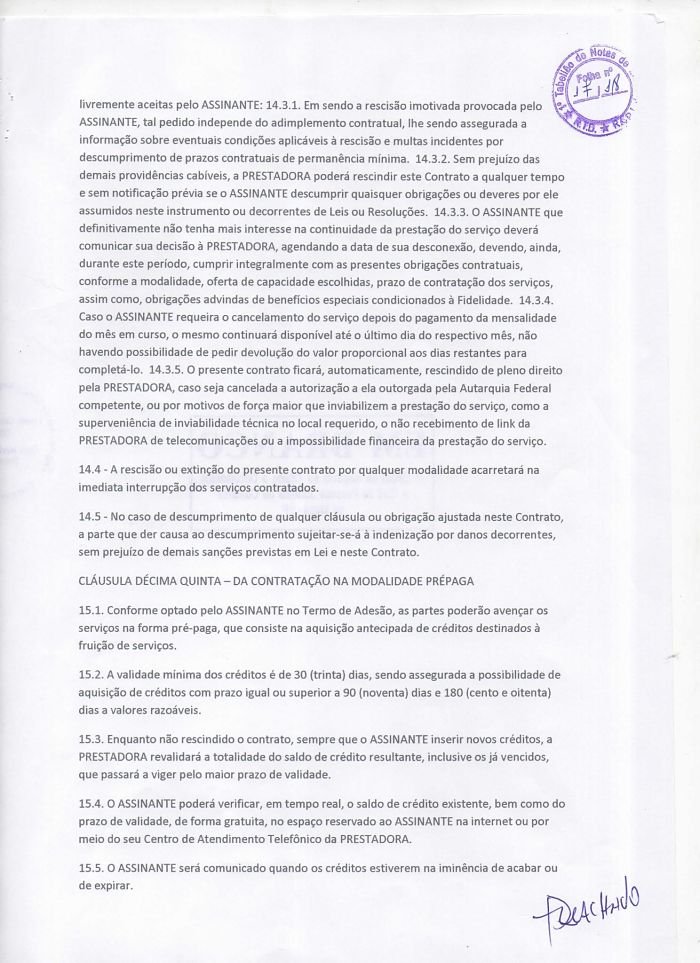 1º Tabelião de Notas de
Folha nº
17/18
★ R.T.D. ★
livremente aceitas pelo ASSINANTE: 14.3.1. Em sendo a rescisão imotivada provocada pelo
ASSINANTE, tal pedido independe do adimplemento contratual, lhe sendo assegurada a
informação sobre eventuais condições aplicáveis à rescisão e multas incidentes por
descumprimento de prazos contratuais de permanência mínima. 14.3.2. Sem prejuízo das
demais providências cabíveis, a PRESTADORA poderá rescindir este Contrato a qualquer tempo
e sem notificação prévia se o ASSINANTE descumprir quaisquer obrigações ou deveres por ele
assumidos neste instrumento ou decorrentes de Leis ou Resoluções. 14.3.3. O ASSINANTE que
definitivamente não tenha mais interesse na continuidade da prestação do serviço deverá
comunicar sua decisão à PRESTADORA, agendando a data de sua desconexão, devendo, ainda,
durante este período, cumprir integralmente com as presentes obrigações contratuais,
conforme a modalidade, oferta de capacidade escolhidas, prazo de contratação dos serviços,
assim como, obrigações advindas de benefícios especiais condicionados à Fidelidade. 14.3.4.
Caso o ASSINANTE requeira o cancelamento do serviço depois do pagamento da mensalidade
do mês em curso, o mesmo continuará disponível até o último dia do respectivo mês, não
havendo possibilidade de pedir devolução do valor proporcional aos dias restantes para
completá-lo. 14.3.5. O presente contrato ficará, automaticamente, rescindido de pleno direito
pela PRESTADORA, caso seja cancelada a autorização a ela outorgada pela Autarquia Federal
competente, ou por motivos de força maior que inviabilizem a prestação do serviço, como a
superveniência de inviabilidade técnica no local requerido, o não recebimento de link da
PRESTADORA de telecomunicações ou a impossibilidade financeira da prestação do serviço.
14.4 - A rescisão ou extinção do presente contrato por qualquer modalidade acarretará na
imediata interrupção dos serviços contratados.
14.5 - No caso de descumprimento de qualquer cláusula ou obrigação ajustada neste Contrato,
a parte que der causa ao descumprimento sujeitar-se-á à indenização por danos decorrentes,
sem prejuízo de demais sanções previstas em Lei e neste Contrato.
CLÁUSULA DÉCIMA QUINTA – DA CONTRATAÇÃO NA MODALIDADE PRÉPAGA
15.1. Conforme optado pelo ASSINANTE no Termo de Adesão, as partes poderão avençar os
serviços na forma pré-paga, que consiste na aquisição antecipada de créditos destinados à
fruição de serviços.
15.2. A validade mínima dos créditos é de 30 (trinta) dias, sendo assegurada a possibilidade de
aquisição de créditos com prazo igual ou superior a 90 (noventa) dias e 180 (cento e oitenta)
dias a valores razoáveis.
15.3. Enquanto não rescindido o contrato, sempre que o ASSINANTE inserir novos créditos, a
PRESTADORA revalidará a totalidade do saldo de crédito resultante, inclusive os já vencidos,
que passará a viger pelo maior prazo de validade.
15.4. O ASSINANTE poderá verificar, em tempo real, o saldo de crédito existente, bem como do
prazo de validade, de forma gratuita, no espaço reservado ao ASSINANTE na internet ou por
meio do seu Centro de Atendimento Telefônico da PRESTADORA.
15.5. O ASSINANTE será comunicado quando os créditos estiverem na iminência de acabar ou
de expirar.